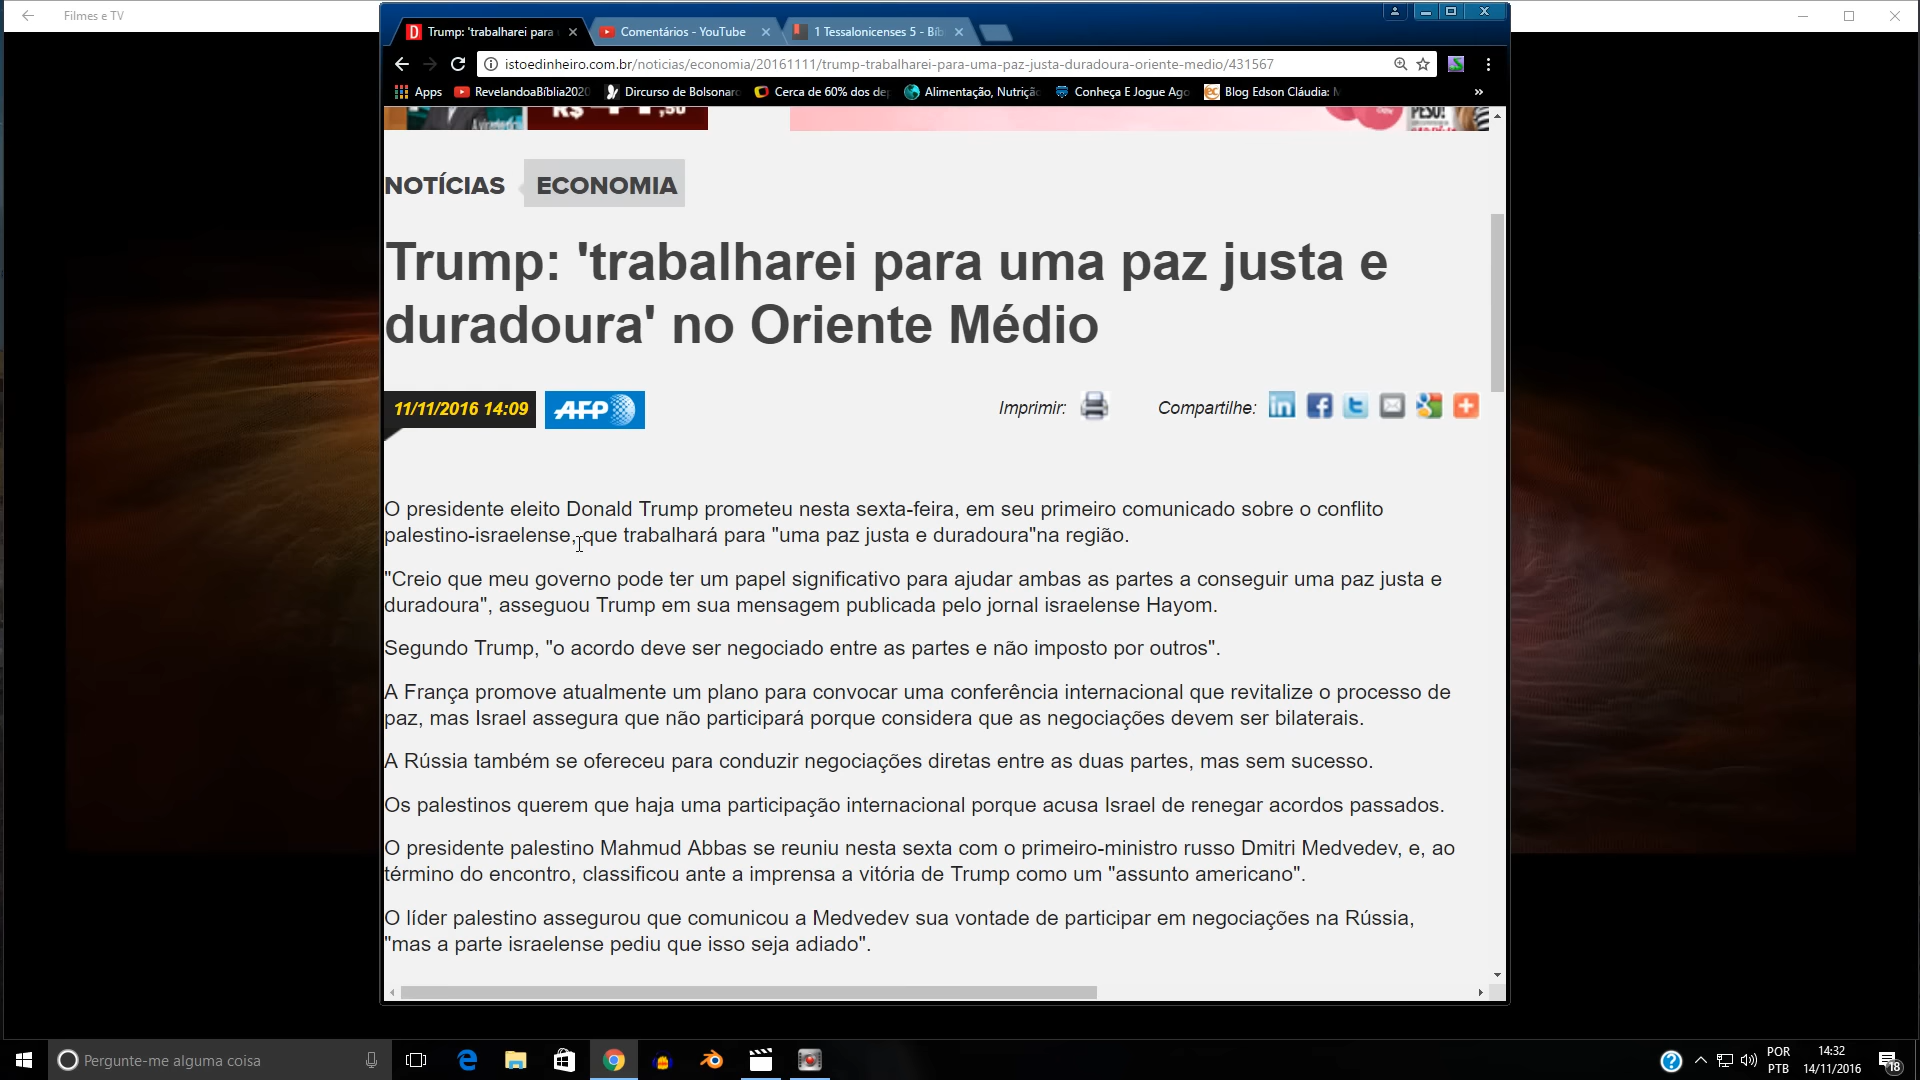 Filmes e TV
Trump: 'trabalharei para
Comentários - YouTube
1 Tessalonicenses 5 - Bíb
istoedinheiro.com.br/noticias/economia/20161111/trump-trabalharei-para-uma-paz-justa-duradoura-oriente-medio/431567
Apps
RevelandoaBíblia2020
Dircurso de Bolsonaro
Cerca de 60% dos de
Alimentação, Nutriçã
Conheça E Jogue Ago
Blog Edson Cláudia:
»
R$
PESO!
NOTÍCIAS
ECONOMIA
Trump: 'trabalharei para uma paz justa e
duradoura' no Oriente Médio
11/11/2016 14:09
AFP
Imprimir:
Compartilhe:
O presidente eleito Donald Trump prometeu nesta sexta-feira, em seu primeiro comunicado sobre o conflito
palestino-israelense, que trabalhará para "uma paz justa e duradoura"na região.
"Creio que meu governo pode ter um papel significativo para ajudar ambas as partes a conseguir uma paz justa e
duradoura", asseguou Trump em sua mensagem publicada pelo jornal israelense Hayom.
Segundo Trump, "o acordo deve ser negociado entre as partes e não imposto por outros".
A França promove atualmente um plano para convocar uma conferência internacional que revitalize o processo de
paz, mas Israel assegura que não participará porque considera que as negociações devem ser bilaterais.
A Rússia também se ofereceu para conduzir negociações diretas entre as duas partes, mas sem sucesso.
Os palestinos querem que haja uma participação internacional porque acusa Israel de renegar acordos passados.
O presidente palestino Mahmud Abbas se reuniu nesta sexta com o primeiro-ministro russo Dmitri Medvedev, e, ao
término do encontro, classificou ante a imprensa a vitória de Trump como um "assunto americano".
O líder palestino assegurou que comunicou a Medvedev sua vontade de participar em negociações na Rússia,
"mas a parte israelense pediu que isso seja adiado".
Pergunte-me alguma coisa
POR
PTB
14:32
14/11/2016
18